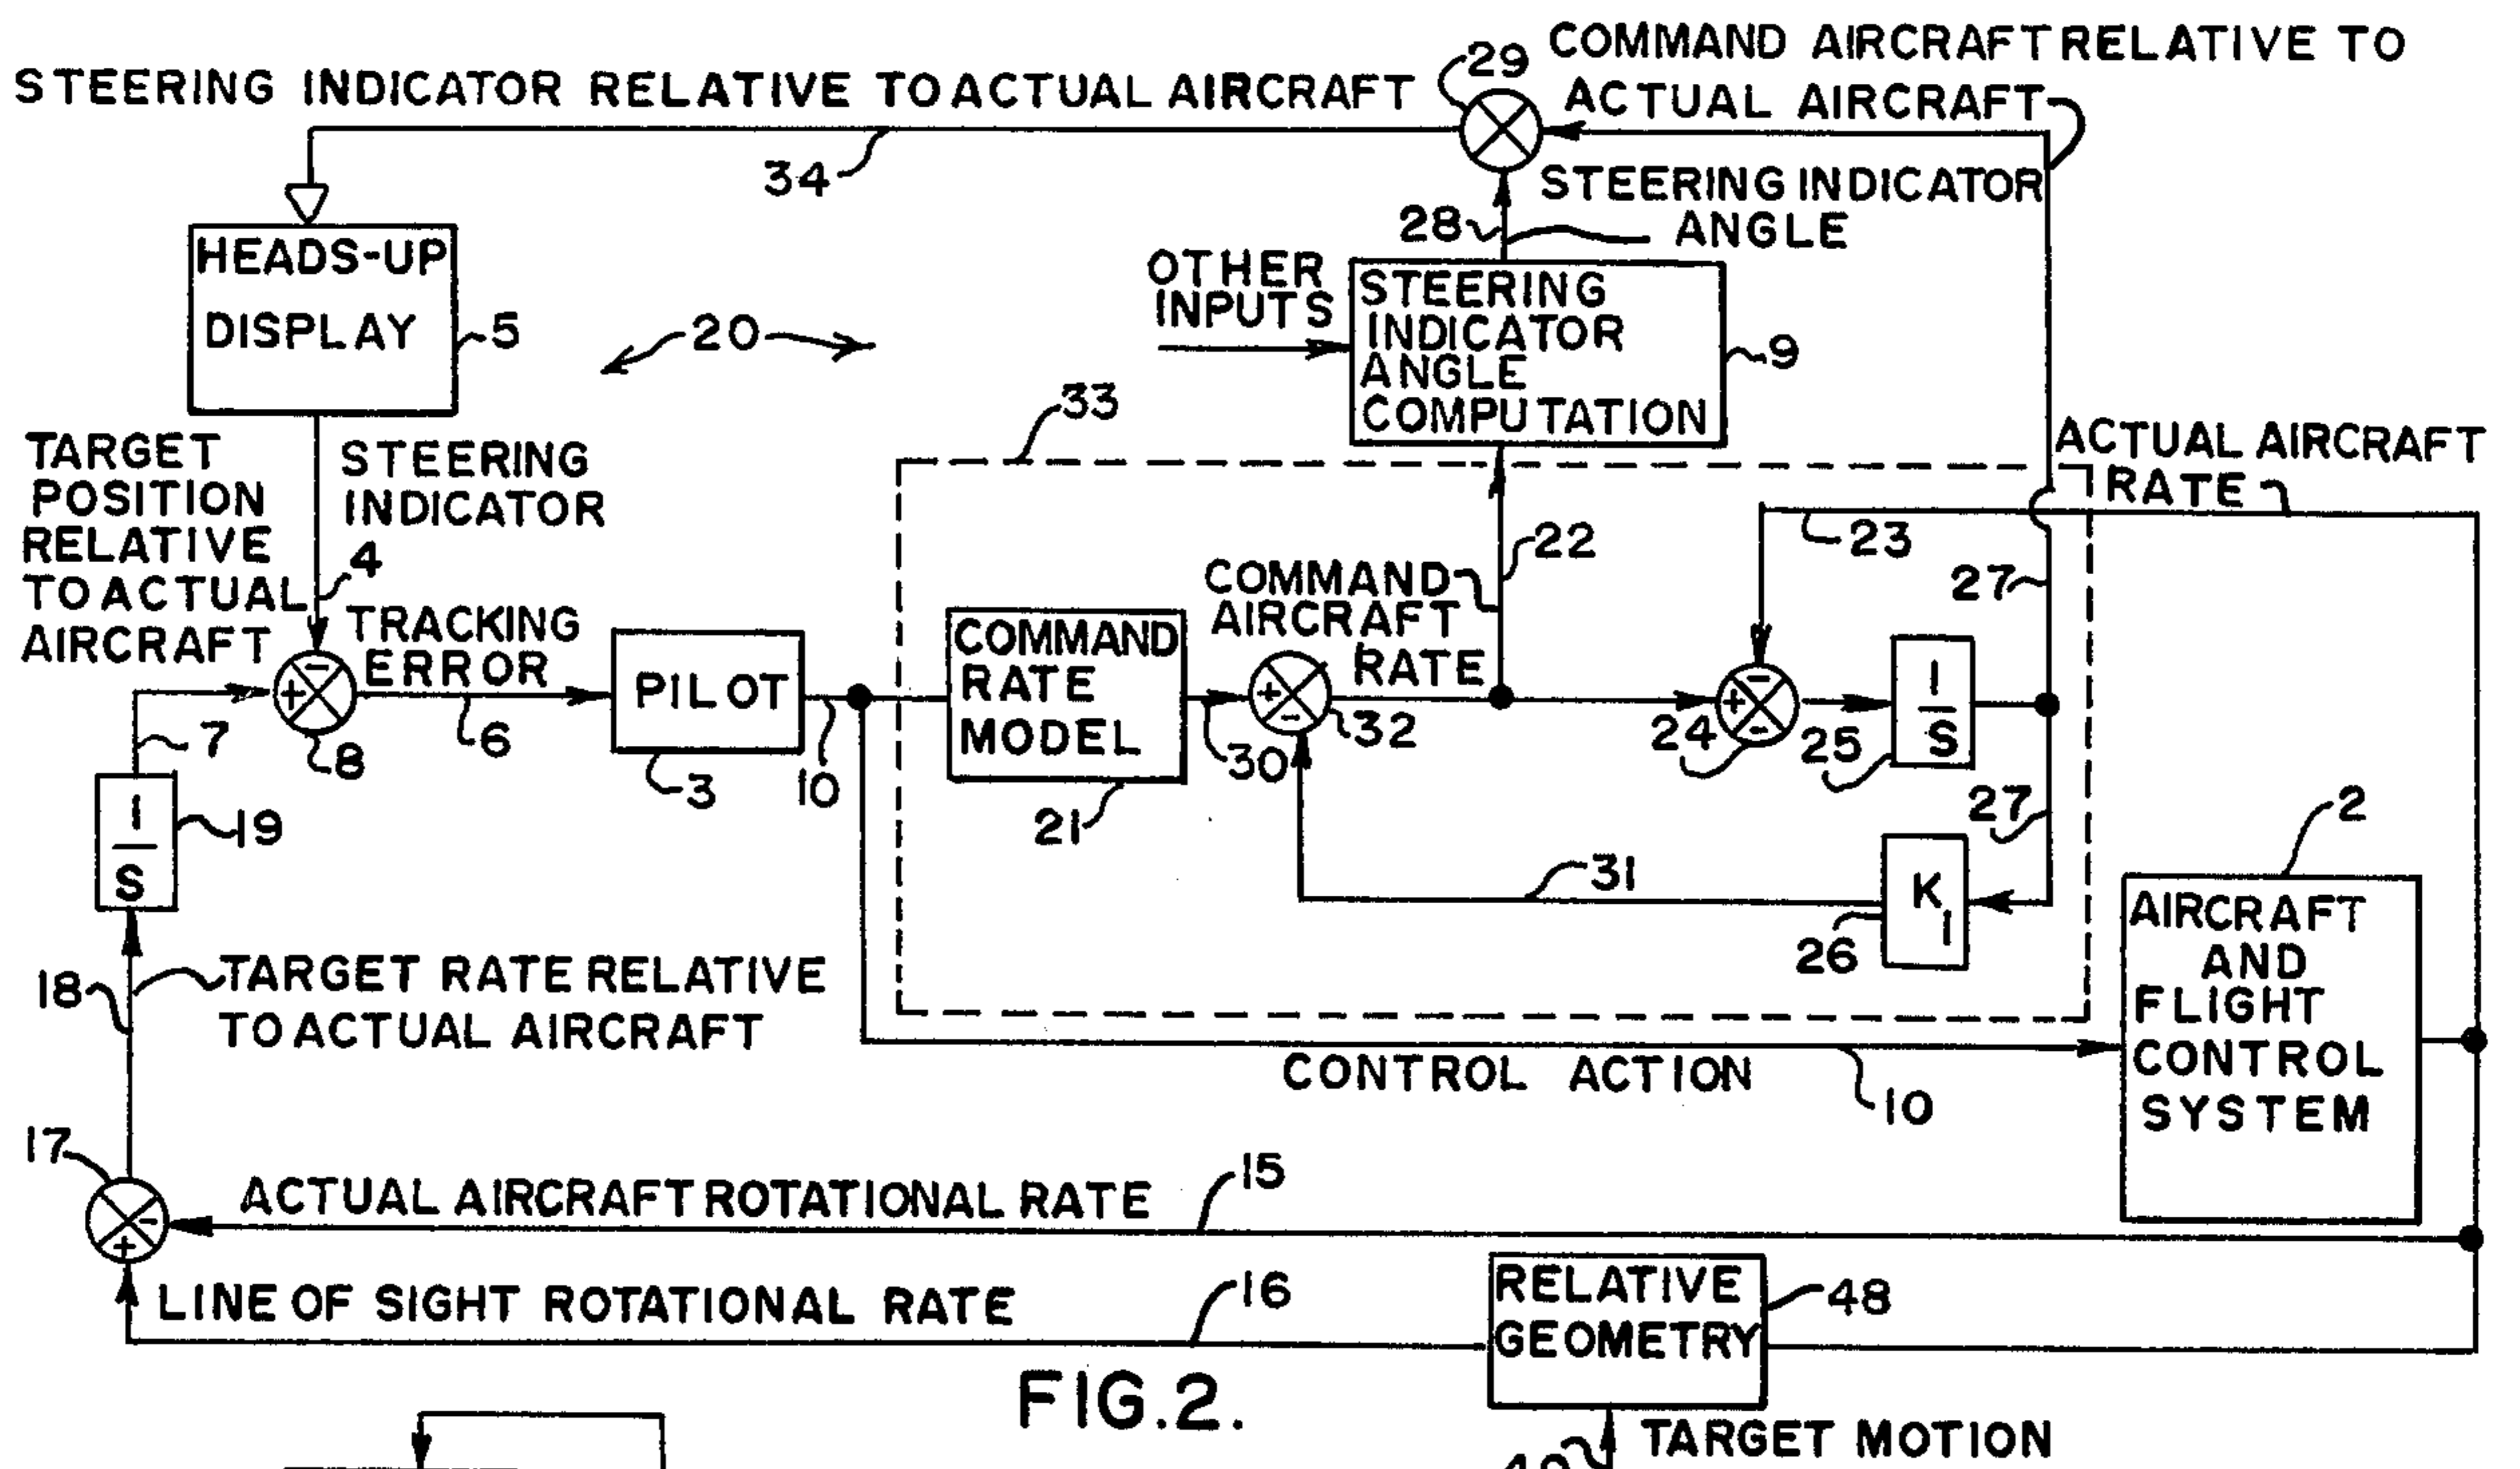 COMMAND AIRCRAFT RELATIVE TO
ACTUAL AIRCRAFT
29
STEERING INDICATOR RELATIVE TO ACTUAL AIRCRAFT
34
STEERING INDICATOR
ANGLE
28
HEADS-UP
DISPLAY
5
20
OTHER
INPUTS
STEERING
INDICATOR
ANGLE
COMPUTATION
9
33
ACTUAL AIRCRAFT
RATE
TARGET
POSITION
RELATIVE
TO ACTUAL
AIRCRAFT
STEERING
INDICATOR
4
22
23
27
COMMAND
AIRCRAFT
RATE
TRACKING
ERROR
-
+
8
7
6
PILOT
3
10
COMMAND
RATE
MODEL
21
30
+
-
32
-
+
-
24
25
1
S
27
1
S
19
31
K1
26
2
AIRCRAFT
AND
FLIGHT
CONTROL
SYSTEM
18
TARGET RATE RELATIVE
TO ACTUAL AIRCRAFT
CONTROL ACTION
10
17
-
+
ACTUAL AIRCRAFT ROTATIONAL RATE
15
LINE OF SIGHT ROTATIONAL RATE
16
RELATIVE
GEOMETRY
48
FIG.2.
TARGET MOTION